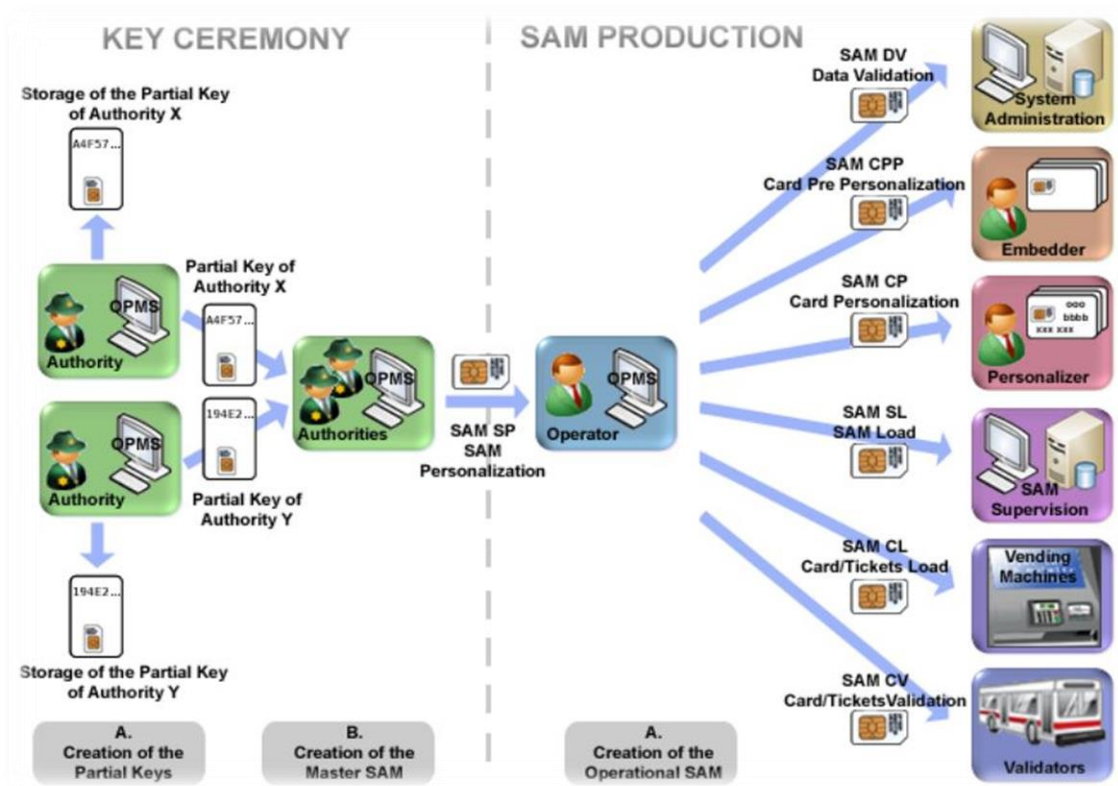 KEY CEREMONY
SAM PRODUCTION
Storage of the Partial Key
of Authority X
A4F57...
OPMS
Authority
Partial Key of
Authority X
A4F57...
OPMS
Authority
194E2...
Partial Key of
Authority Y
194E2...
Storage of the Partial Key
of Authority Y
OPMS
Authorities
SAM SP
SAM
Personalization
OPMS
Operator
SAM DV
Data Validation
System
Administration
SAM CPP
Card Pre Personalization
Embedder
SAM CP
Card Personalization
ooo
bbbb
xxx xxx
Personalizer
SAM SL
SAM Load
SAM
Supervision
SAM CL
Card/Tickets Load
Vending
Machines
SAM CV
Card/TicketsValidation
Validators
A.
Creation of the
Partial Keys
B.
Creation of the
Master SAM
A.
Creation of the
Operational SAM